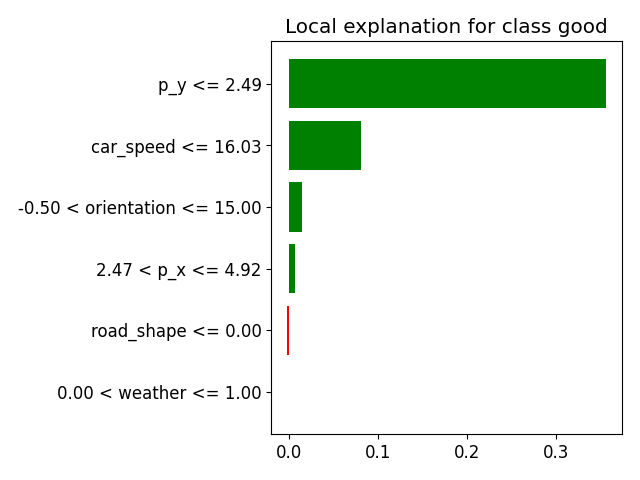 Local explanation for class good
p_y <= 2.49
car_speed <= 16.03
-0.50 < orientation <= 15.00
2.47 < p_x <= 4.92
road_shape <= 0.00
0.00 < weather <= 1.00
0.0 0.1 0.2 0.3